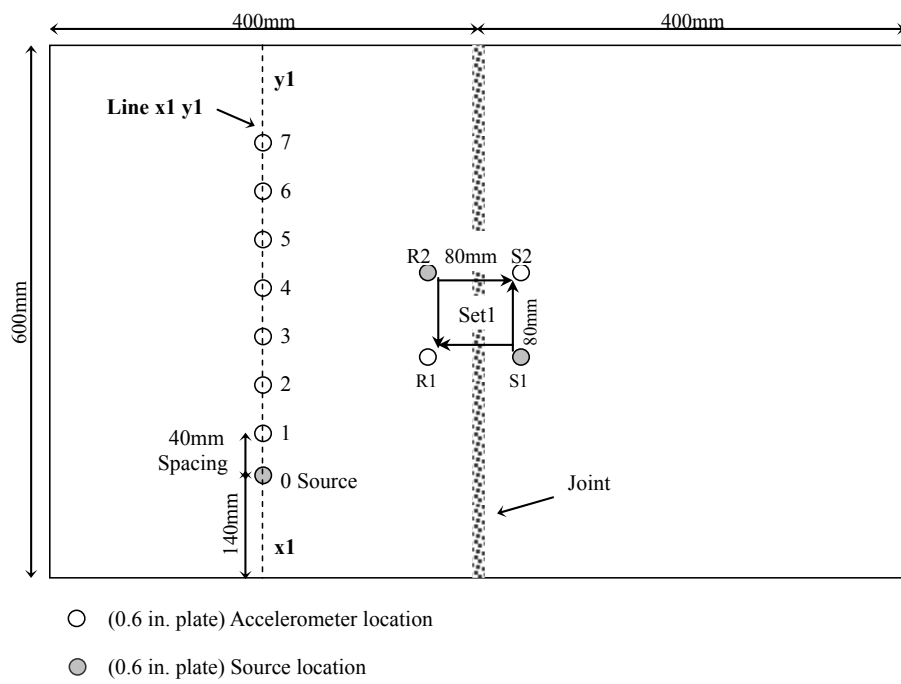 400mm
400mm
y1
Line x1 y1
7
6
5
4
3
2
1
0 Source
600mm
40mm
Spacing
140mm
x1
R2
80mm
S2
Set1
80mm
R1
S1
Joint
(0.6 in. plate) Accelerometer location
(0.6 in. plate) Source location